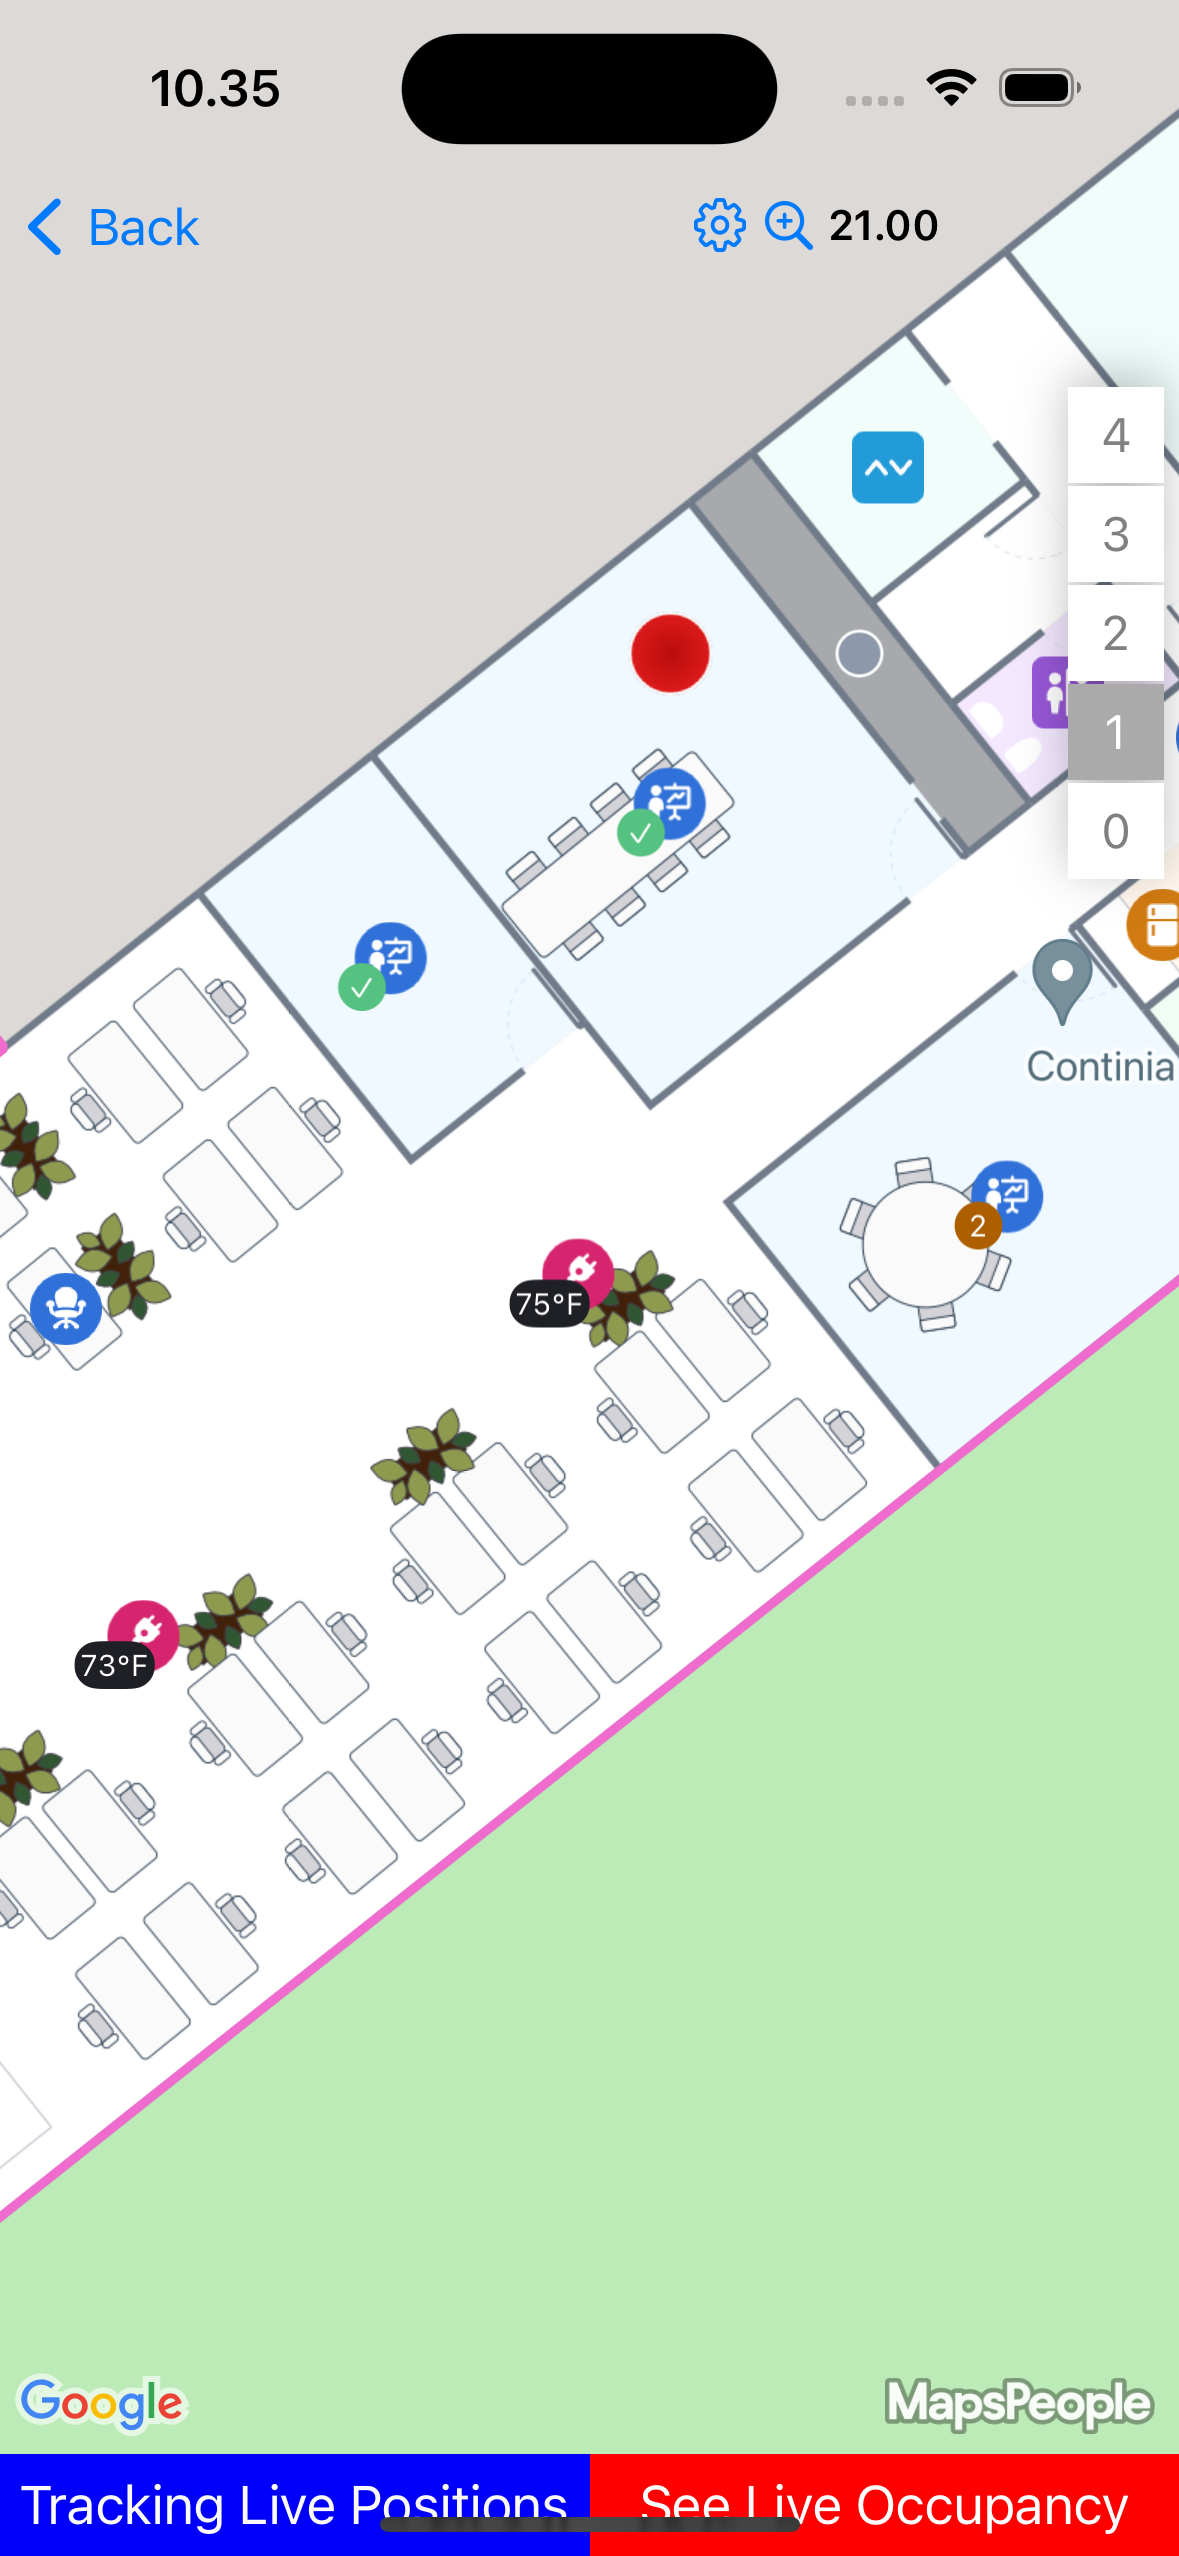 10.35
Back
21.00
4
3
2
1
0
Continia
2
75°F
73°F
Google
MapsPeople
Tracking Live Positions
See Live Occupancy